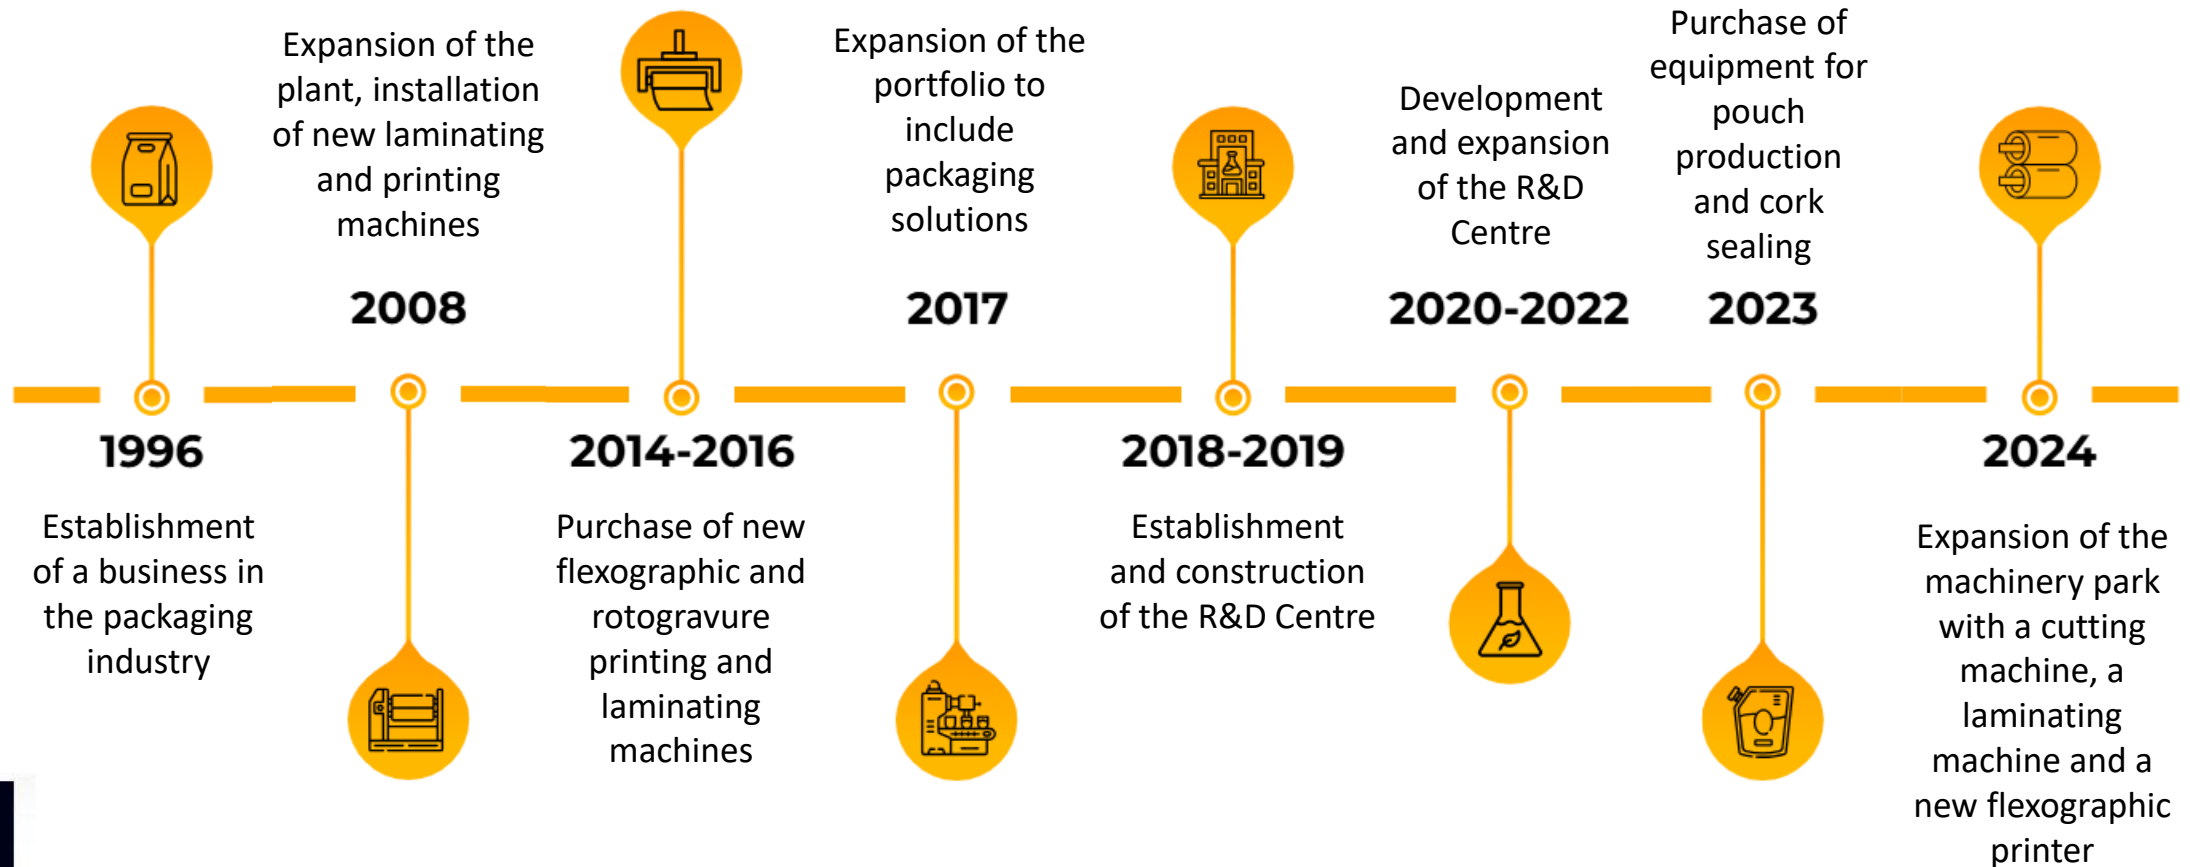 1996
Establishment
of a business in
the packaging
industry
Expansion of the
plant, installation
of new laminating
and printing
machines
2008
2014-2016
Purchase of new
flexographic and
rotogravure
printing and
laminating
machines
Expansion of the
portfolio to
include
packaging
solutions
2017
2018-2019
Establishment
and construction
of the R&D Centre
Development
and expansion
of the R&D
Centre
2020-2022
Purchase of
equipment for
pouch
production
and cork
sealing
2023
2024
Expansion of the
machinery park
with a cutting
machine, a
laminating
machine and a
new flexographic
printer